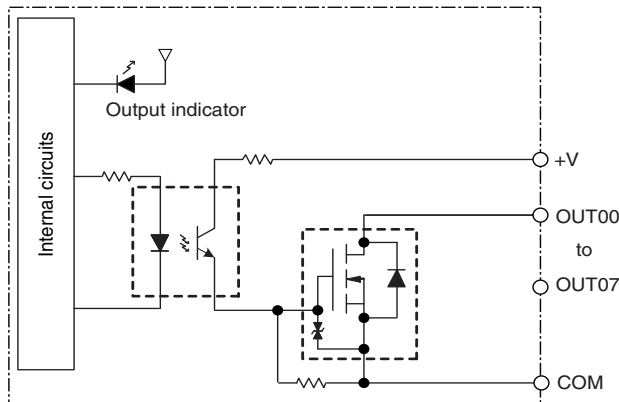 Internal circuits
Output indicator
+V
OUT00
to
OUT07
COM